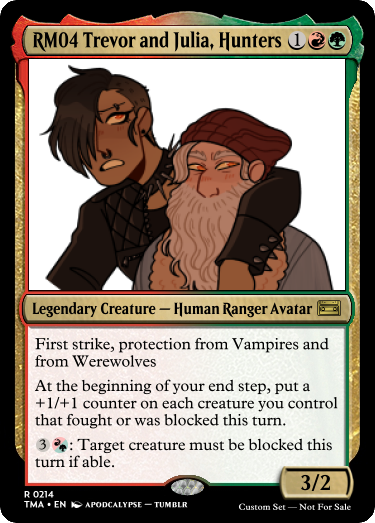 RM04 Trevor and Julia, Hunters 1
Legendary Creature — Human Ranger Avatar
First strike, protection from Vampires and
from Werewolves
At the beginning of your end step, put a
+1/+1 counter on each creature you control
that fought or was blocked this turn.
3 : Target creature must be blocked this
turn if able.
3/2
R 0214
TMA • EN APODCALYPSE — TUMBLR
Custom Set — Not For Sale